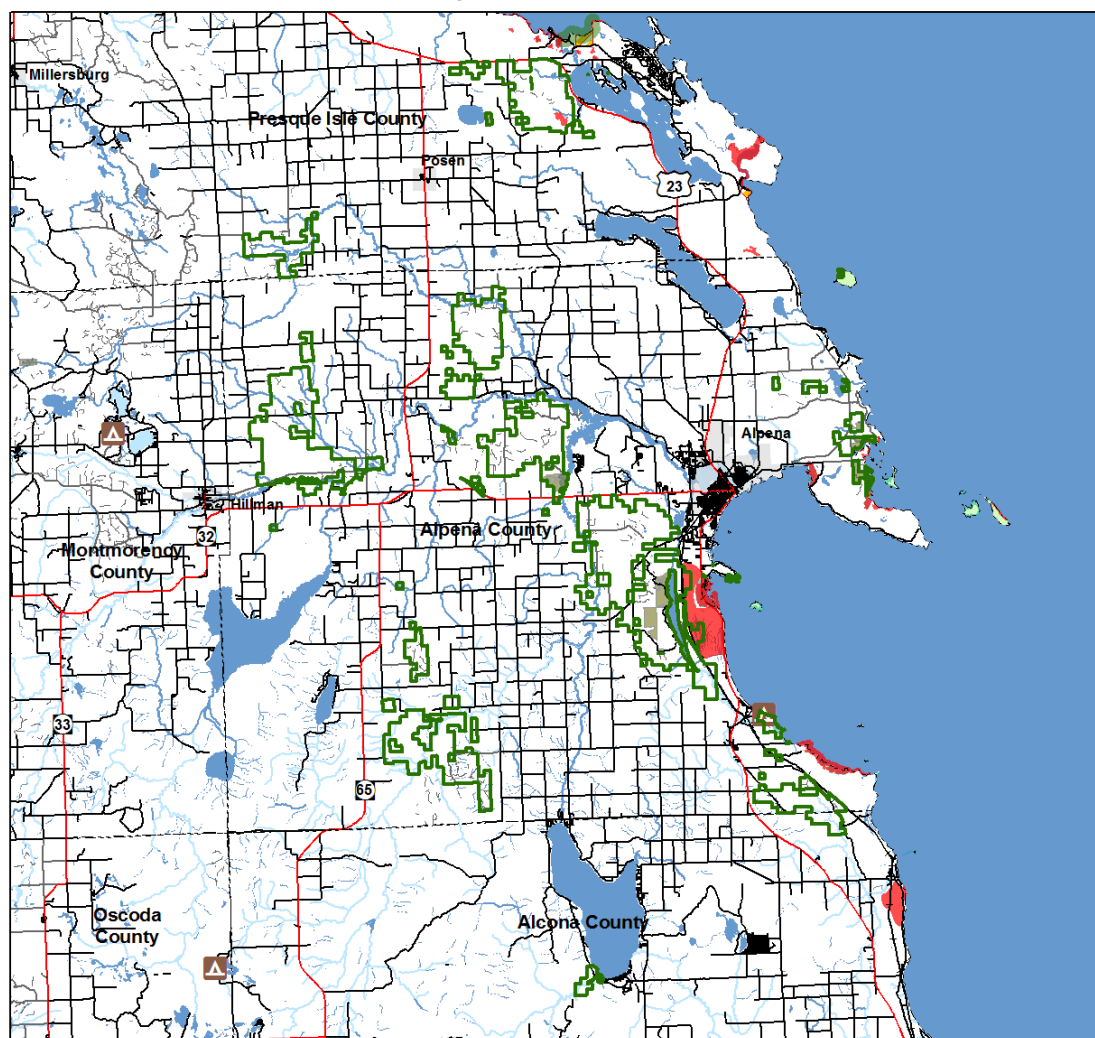 Millersburg
Presque Isle County
Posen
23
Alpena
Hillman
Alpena County
32
Montmorency
County
33
65
Oscoda
County
Alcona County